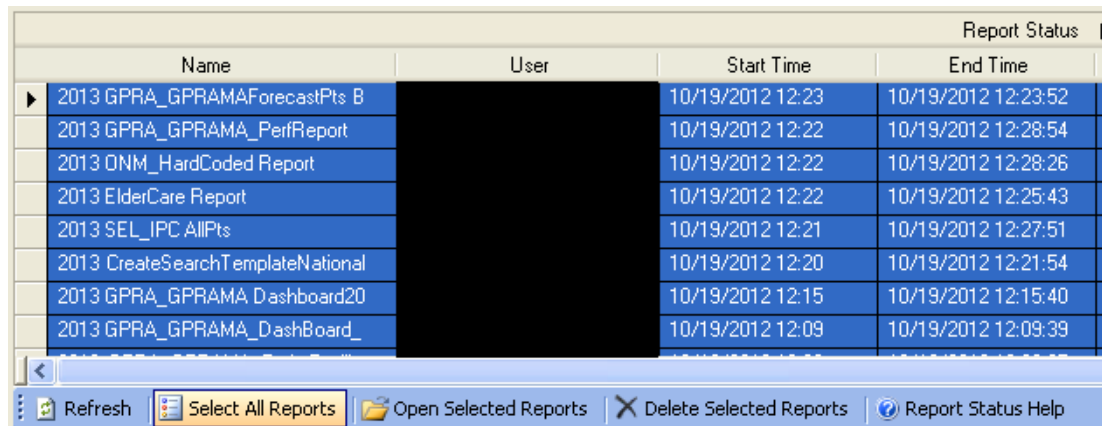 Report Status
Name User Start Time End Time
2013 GPRA_GPRAMAForecastPts B 10/19/2012 12:23 10/19/2012 12:23:52
2013 GPRA_GPRAMA_PerfReport 10/19/2012 12:22 10/19/2012 12:28:54
2013 ONM_HardCoded Report 10/19/2012 12:22 10/19/2012 12:28:26
2013 ElderCare Report 10/19/2012 12:22 10/19/2012 12:25:43
2013 SEL_IPC AllPts 10/19/2012 12:21 10/19/2012 12:27:51
2013 CreateSearchTemplateNational 10/19/2012 12:20 10/19/2012 12:21:54
2013 GPRA_GPRAMA Dashboard20 10/19/2012 12:15 10/19/2012 12:15:40
2013 GPRA_GPRAMA_DashBoard_ 10/19/2012 12:09 10/19/2012 12:09:39
Refresh Select All Reports Open Selected Reports Delete Selected Reports Report Status Help